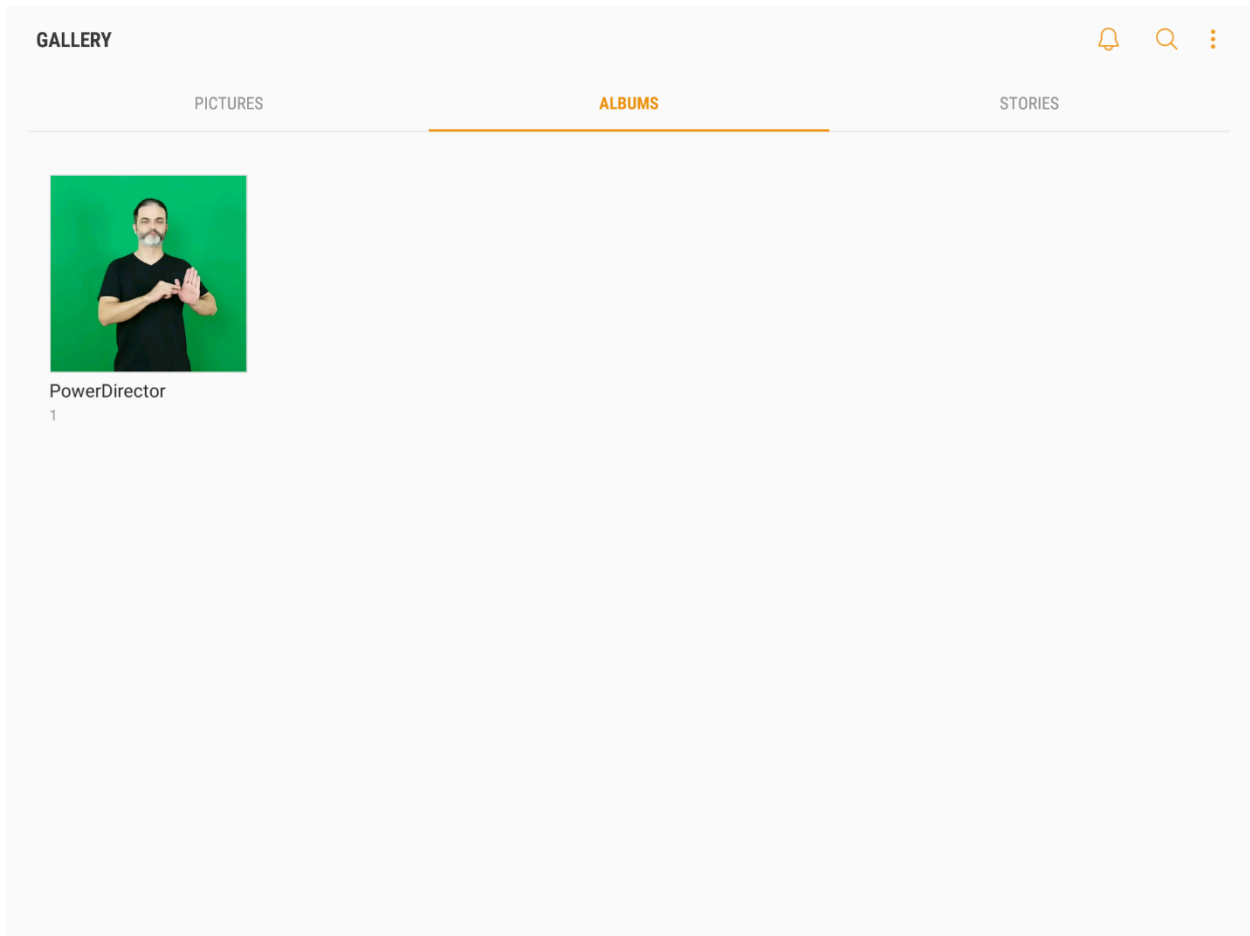 GALLERY
PICTURES
ALBUMS
STORIES
PowerDirector
1